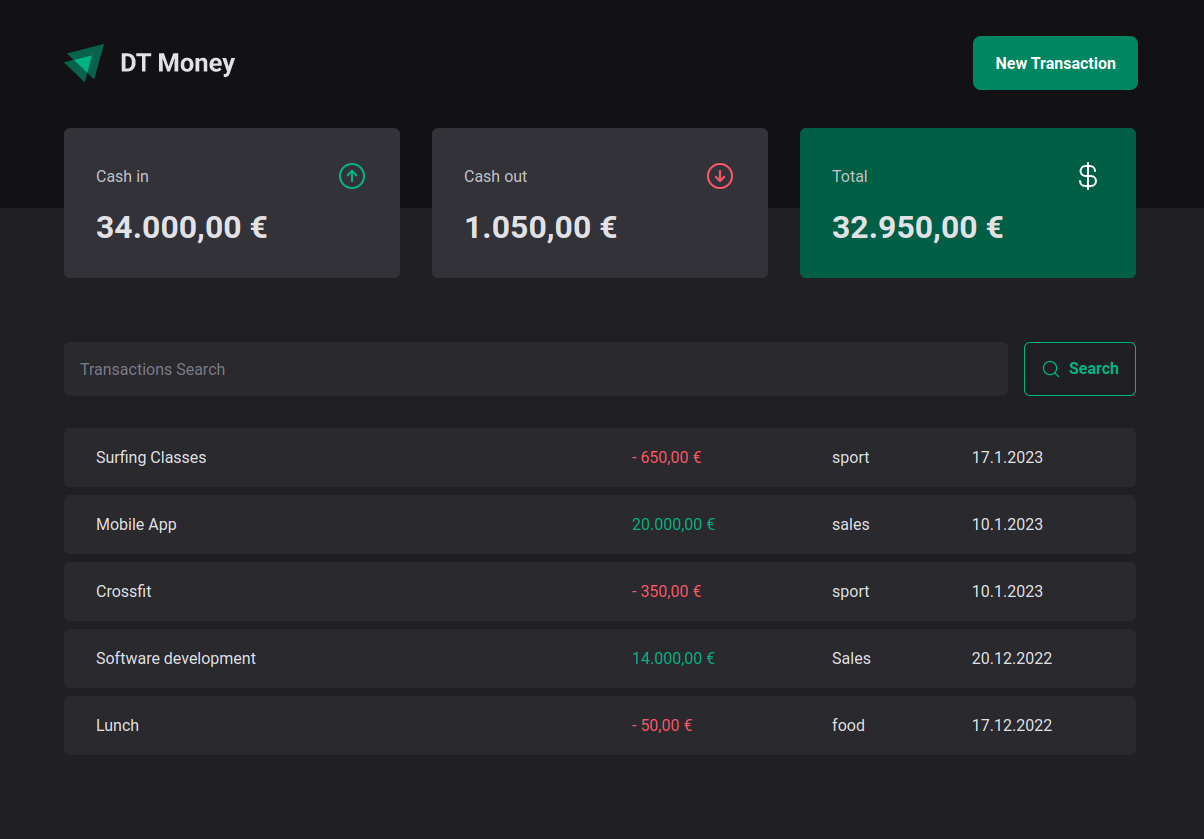 DT Money
New Transaction
Cash in
34.000,00 €
Cash out
1.050,00 €
Total
$
32.950,00 €
Transactions Search
Search
Surfing Classes - 650,00 € sport 17.1.2023
Mobile App 20.000,00 € sales 10.1.2023
Crossfit - 350,00 € sport 10.1.2023
Software development 14.000,00 € Sales 20.12.2022
Lunch - 50,00 € food 17.12.2022